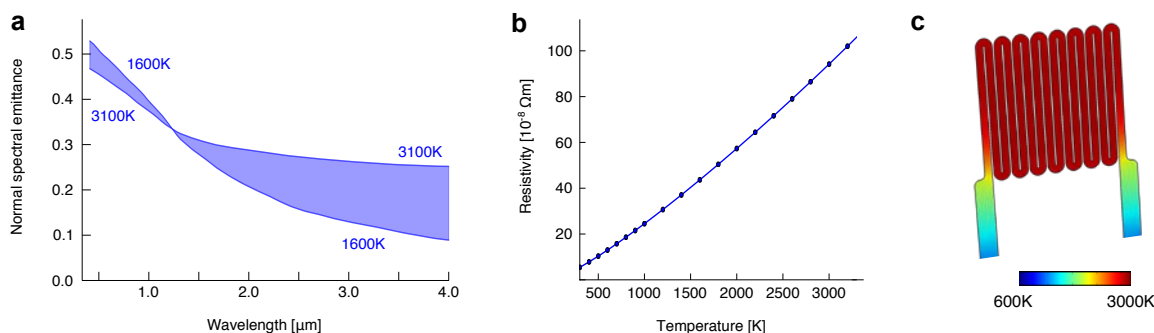 a
Normal spectral emittance
0.5
0.4
0.3
0.2
0.1
0.0
1600K
3100K
3100K
1600K
1.0
2.0
3.0
4.0
Wavelength [µm]
b
Resistivity [10⁻⁸ Ωm]
100
80
60
40
20
500
1000
1500
2000
2500
3000
Temperature [K]
c
600K
3000K